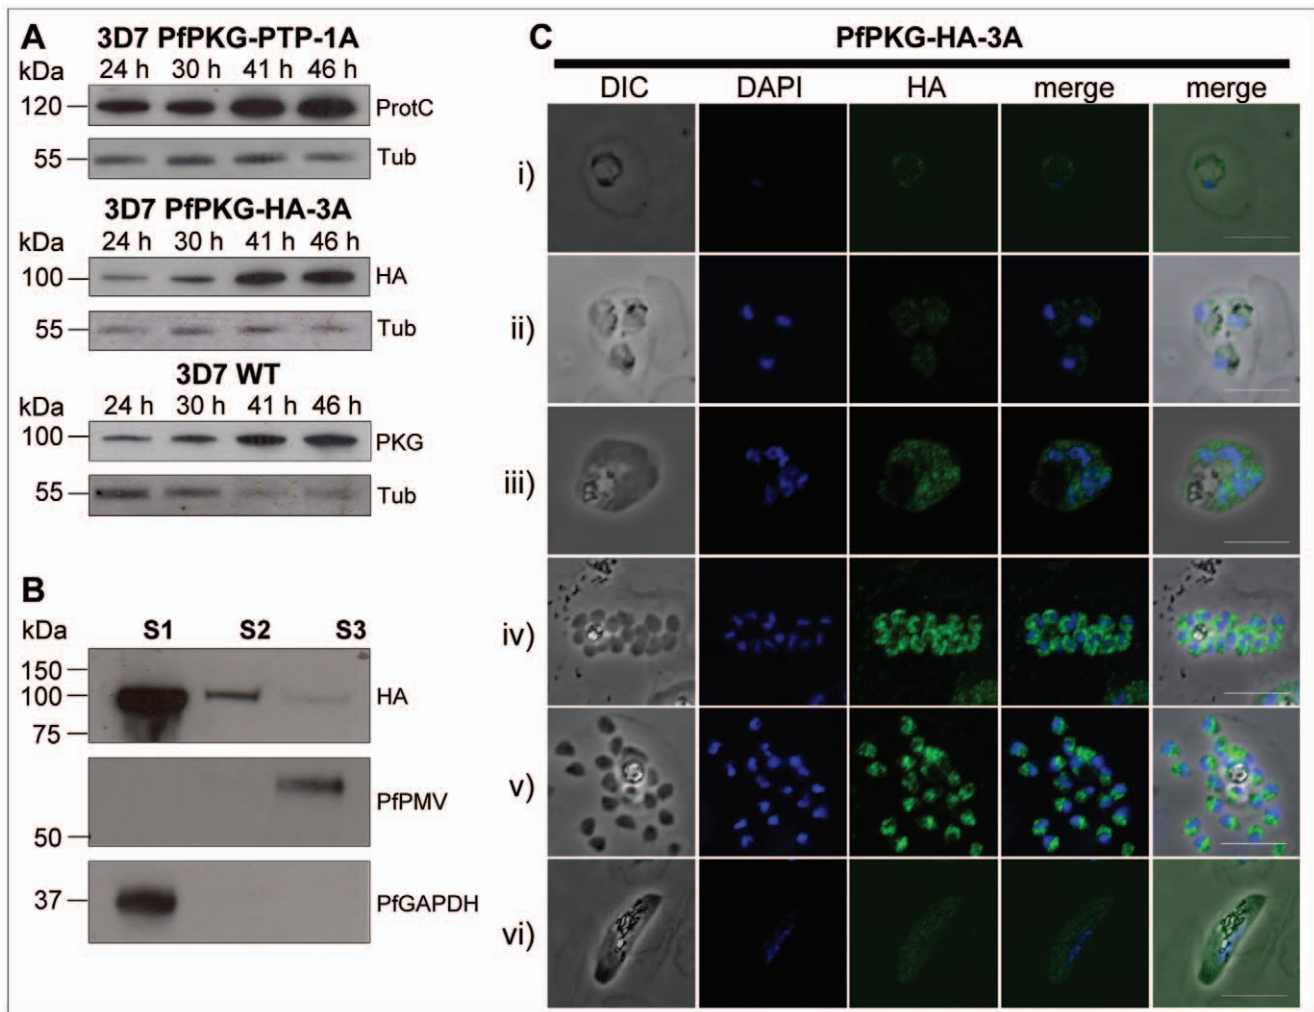 A
3D7 PfPKG-PTP-1A
kDa
24 h 30 h 41 h 46 h
120
ProtC
55
Tub
3D7 PfPKG-HA-3A
kDa
24 h 30 h 41 h 46 h
100
HA
55
Tub
3D7 WT
kDa
24 h 30 h 41 h 46 h
100
PKG
55
Tub
B
kDa
S1 S2 S3
150
100
HA
75
PfPMV
50
37
PfGAPDH
C
PfPKG-HA-3A
DIC DAPI HA merge merge
i)
ii)
iii)
iv)
v)
vi)